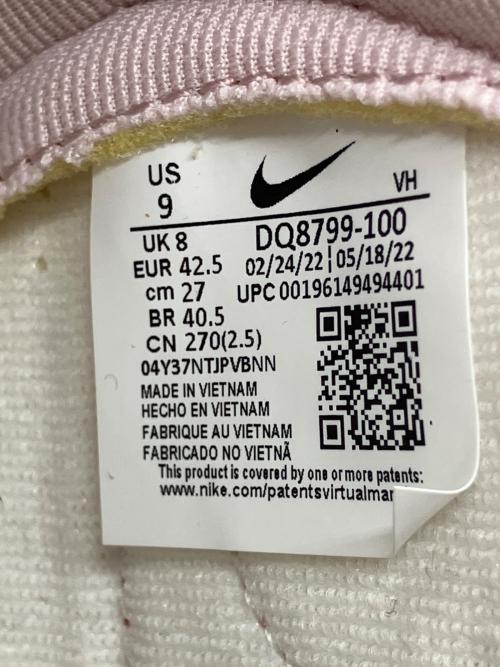 US
9
VH
UK 8
DQ8799-100
EUR 42.5
02/24/22 | 05/18/22
cm 27
UPC 00196149494401
BR 40.5
CN 270(2.5)
04Y37NTJPVBNN
MADE IN VIETNAM
HECHO EN VIETNAM
FABRIQUE AU VIETNAM
FABRICADO NO VIETNÃ
This product is covered by one or more patents:
www.nike.com/patentsvirtualmar